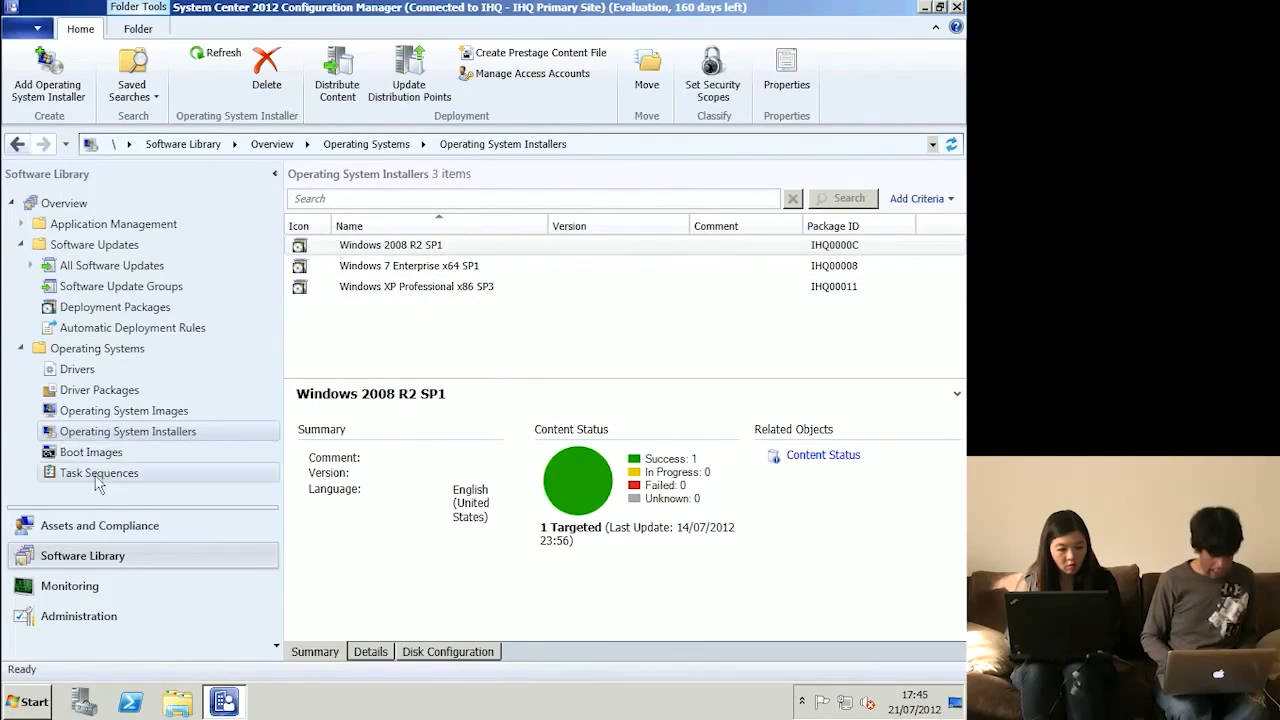 Folder Tools
System Center 2012 Configuration Manager (Connected to IHQ - IHQ Primary Site) (Evaluation, 160 days left)
Home
Folder
Add Operating System Installer
Saved Searches
Refresh
Delete
Distribute Content
Update Distribution Points
Create Prestage Content File
Manage Access Accounts
Move
Set Security Scopes
Properties
Create
Search
Operating System Installer
Deployment
Move
Classify
Properties
\ Software Library Overview Operating Systems Operating System Installers
Software Library
Overview
Application Management
Software Updates
All Software Updates
Software Update Groups
Deployment Packages
Automatic Deployment Rules
Operating Systems
Drivers
Driver Packages
Operating System Images
Operating System Installers
Boot Images
Task Sequences
Assets and Compliance
Software Library
Monitoring
Administration
Operating System Installers 3 items
Search
Search
Add Criteria
Icon Name Version Comment Package ID
Windows 2008 R2 SP1 IHQ0000C
Windows 7 Enterprise x64 SP1 IHQ00008
Windows XP Professional x86 SP3 IHQ00011
Windows 2008 R2 SP1
Summary
Comment:
Version:
Language: English (United States)
Content Status
Success: 1
In Progress: 0
Failed: 0
Unknown: 0
1 Targeted (Last Update: 14/07/2012 23:56)
Related Objects
Content Status
Summary Details Disk Configuration
Ready
Start
17:45
21/07/2012